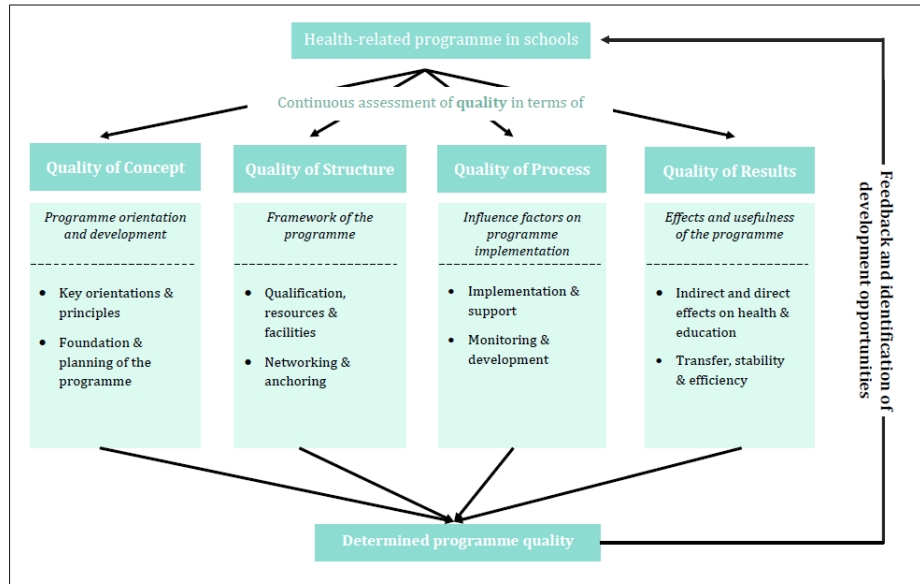 Health-related programme in schools
Continuous assessment of quality in terms of
Quality of Concept
Programme orientation
and development
• Key orientations &
principles
• Foundation &
planning of the
programme
Quality of Structure
Framework of the
programme
• Qualification,
resources &
facilities
• Networking &
anchoring
Quality of Process
Influence factors on
programme
implementation
• Implementation &
support
• Monitoring &
development
Quality of Results
Effects and usefulness
of the programme
• Indirect and direct
effects on health &
education
• Transfer, stability
& efficiency
Feedback and identification of
development opportunities
Determined programme quality